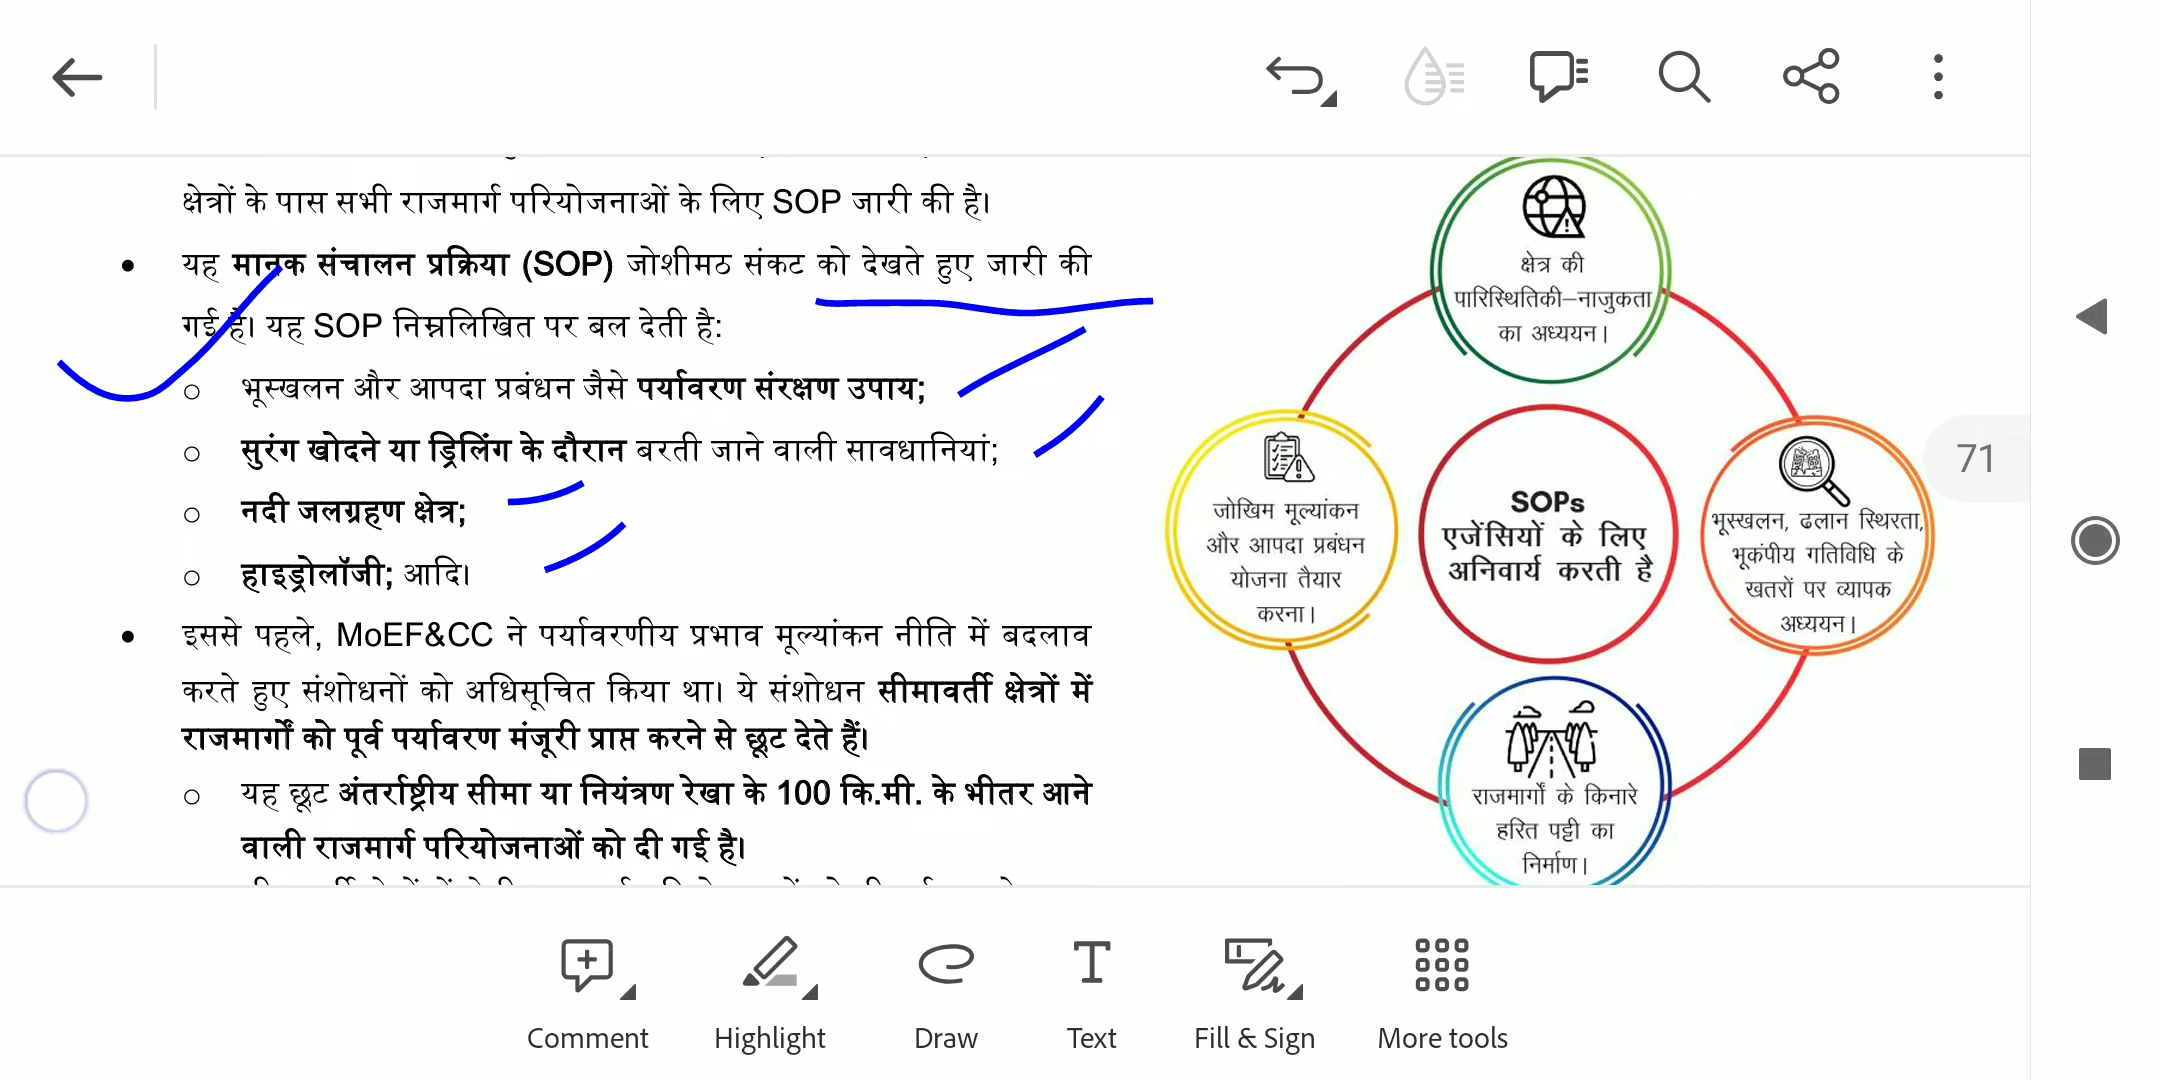 क्षेत्रों के पास सभी राजमार्ग परियोजनाओं के लिए SOP जारी की है।
• यह मानक संचालन प्रक्रिया (SOP) जोशीमठ संकट को देखते हुए जारी की
गई है। यह SOP निम्नलिखित पर बल देती है:
○ भूस्खलन और आपदा प्रबंधन जैसे पर्यावरण संरक्षण उपाय;
○ सुरंग खोदने या ड्रिलिंग के दौरान बरती जाने वाली सावधानियां;
○ नदी जलग्रहण क्षेत्र;
○ हाइड्रोलॉजी; आदि।
• इससे पहले, MoEF&CC ने पर्यावरणीय प्रभाव मूल्यांकन नीति में बदलाव
करते हुए संशोधनों को अधिसूचित किया था। ये संशोधन सीमावर्ती क्षेत्रों में
राजमार्गों को पूर्व पर्यावरण मंजूरी प्राप्त करने से छूट देते हैं।
○ यह छूट अंतर्राष्ट्रीय सीमा या नियंत्रण रेखा के 100 कि.मी. के भीतर आने
वाली राजमार्ग परियोजनाओं को दी गई है।
क्षेत्र की
पारिस्थितिकी–नाजुकता
का अध्ययन।
जोखिम मूल्यांकन
और आपदा प्रबंधन
योजना तैयार
करना।
SOPs
एजेंसियों के लिए
अनिवार्य करती है
भूस्खलन, ढलान स्थिरता,
भूकंपीय गतिविधि के
खतरों पर व्यापक
अध्ययन।
राजमार्गों के किनारे
हरित पट्टी का
निर्माण।
71
Comment
Highlight
Draw
Text
Fill & Sign
More tools